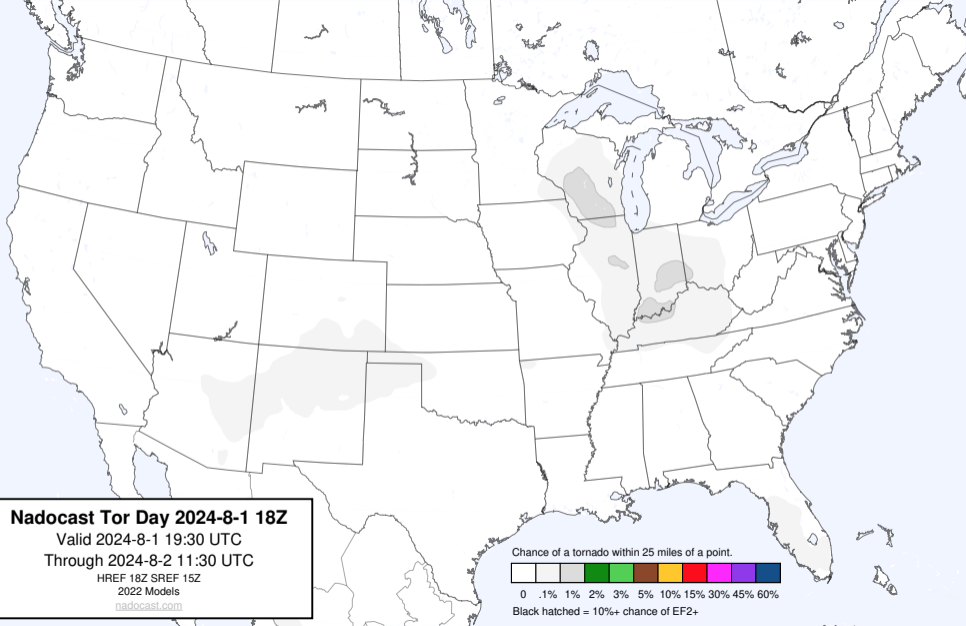 Nadocast Tor Day 2024-8-1 18Z
Valid 2024-8-1 19:30 UTC
Through 2024-8-2 11:30 UTC
HREF 18Z SREF 15Z
2022 Models
nadocast.com
Chance of a tornado within 25 miles of a point.
0 .1% 1% 2% 3% 5% 10% 15% 30% 45% 60%
Black hatched = 10%+ chance of EF2+